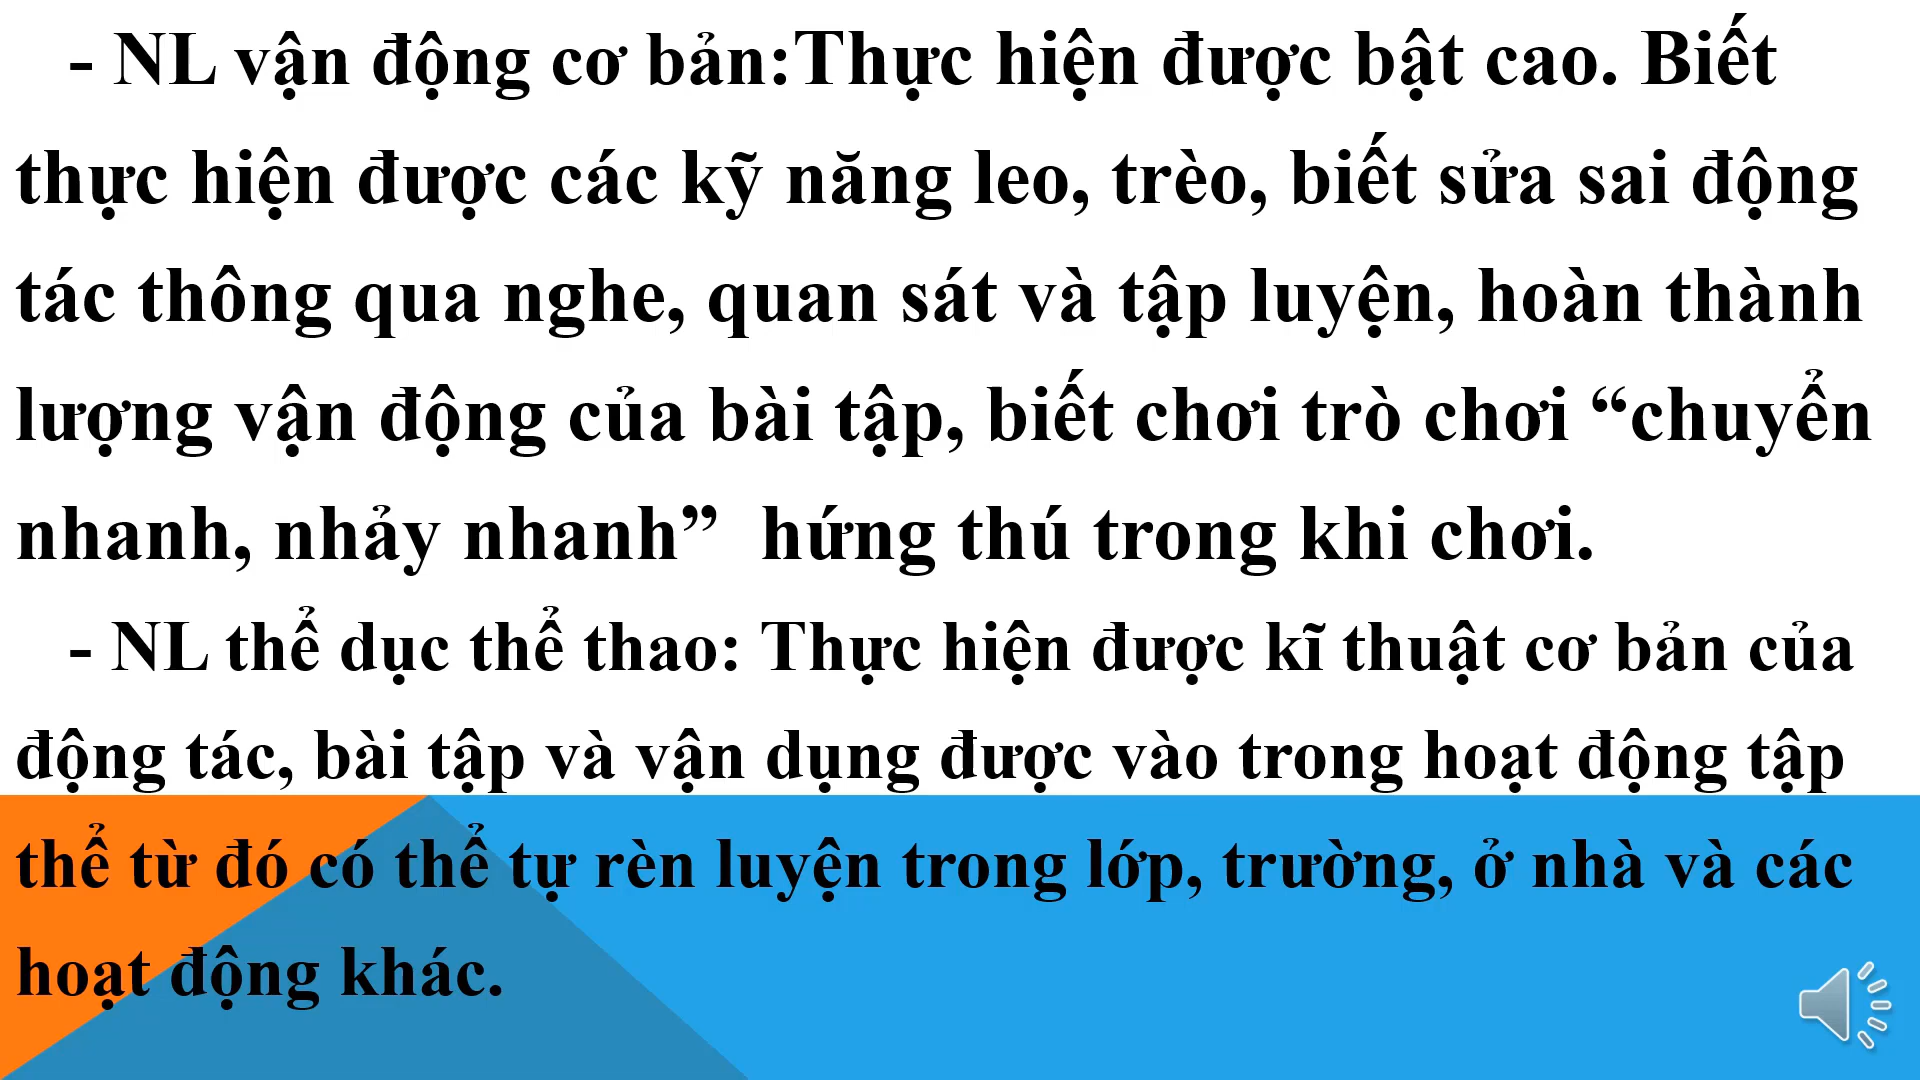 - NL vận động cơ bản:Thực hiện được bật cao. Biết
thực hiện được các kỹ năng leo, trèo, biết sửa sai động
tác thông qua nghe, quan sát và tập luyện, hoàn thành
lượng vận động của bài tập, biết chơi trò chơi “chuyển
nhanh, nhảy nhanh”  hứng thú trong khi chơi.
- NL thể dục thể thao: Thực hiện được kĩ thuật cơ bản của
động tác, bài tập và vận dụng được vào trong hoạt động tập
thể từ đó có thể tự rèn luyện trong lớp, trường, ở nhà và các
hoạt động khác.